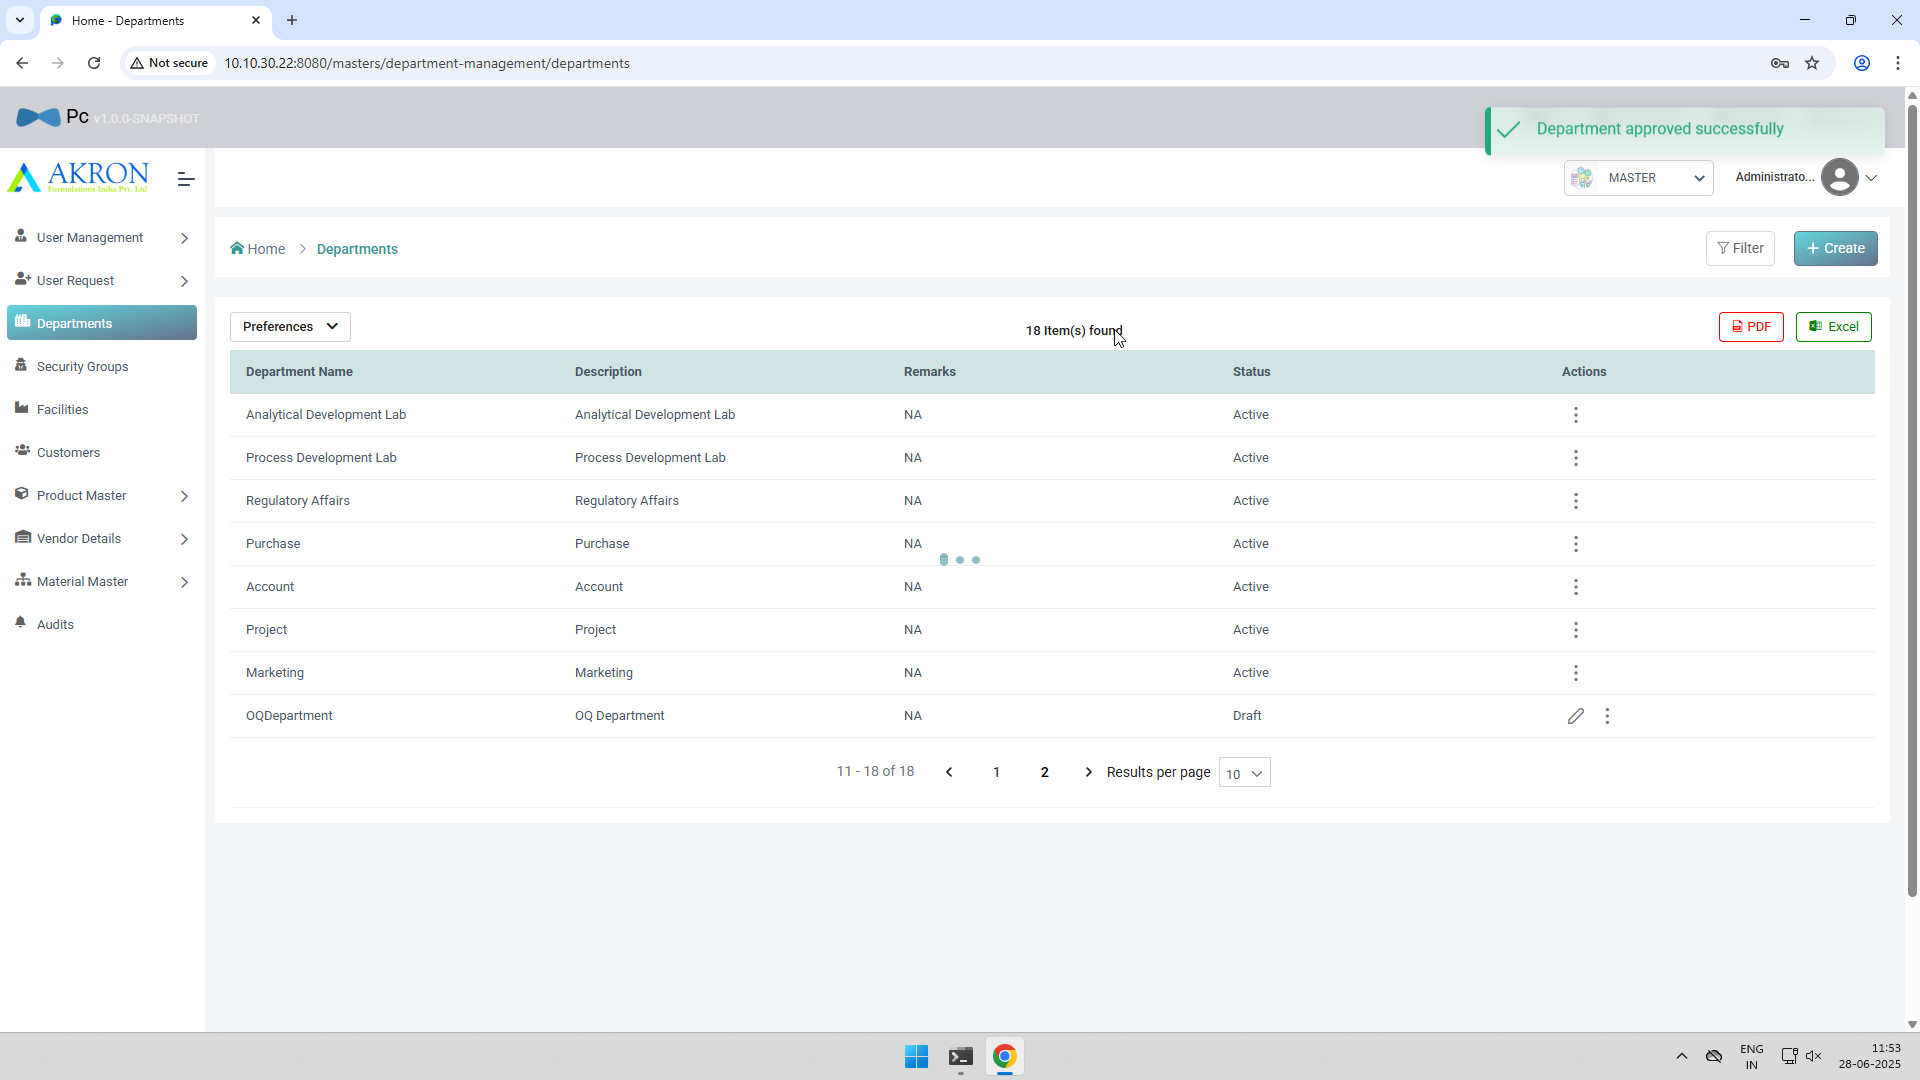 Home - Departments
Not secure
10.10.30.22:8080/masters/department-management/departments
Pc v1.0.0-SNAPSHOT
Department approved successfully
AKRON
Formulations India Pvt. Ltd
MASTER
Administrato...
User Management
User Request
Departments
Security Groups
Facilities
Customers
Product Master
Vendor Details
Material Master
Audits
Home > Departments
Filter
+ Create
Preferences
18 Item(s) found
PDF
Excel
Department Name Description Remarks Status Actions
Analytical Development Lab Analytical Development Lab NA Active
Process Development Lab Process Development Lab NA Active
Regulatory Affairs Regulatory Affairs NA Active
Purchase Purchase NA Active
Account Account NA Active
Project Project NA Active
Marketing Marketing NA Active
OQDepartment OQ Department NA Draft
11 - 18 of 18 1 2 Results per page 10
ENG
IN
11:53
28-06-2025